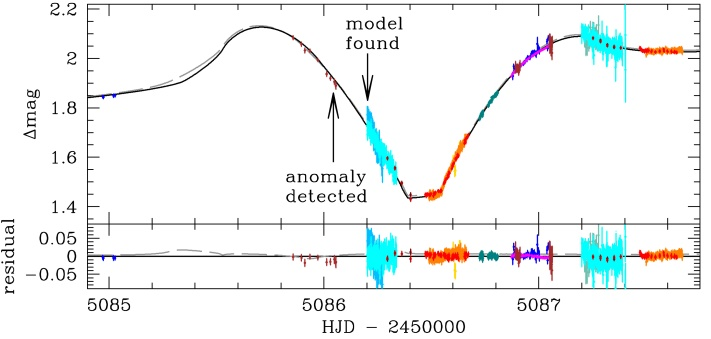 2.2
model
found
2
Δmag
1.8
anomaly
detected
1.6
1.4
residual
0.05
0
−0.05
5085
5086
5087
HJD − 2450000